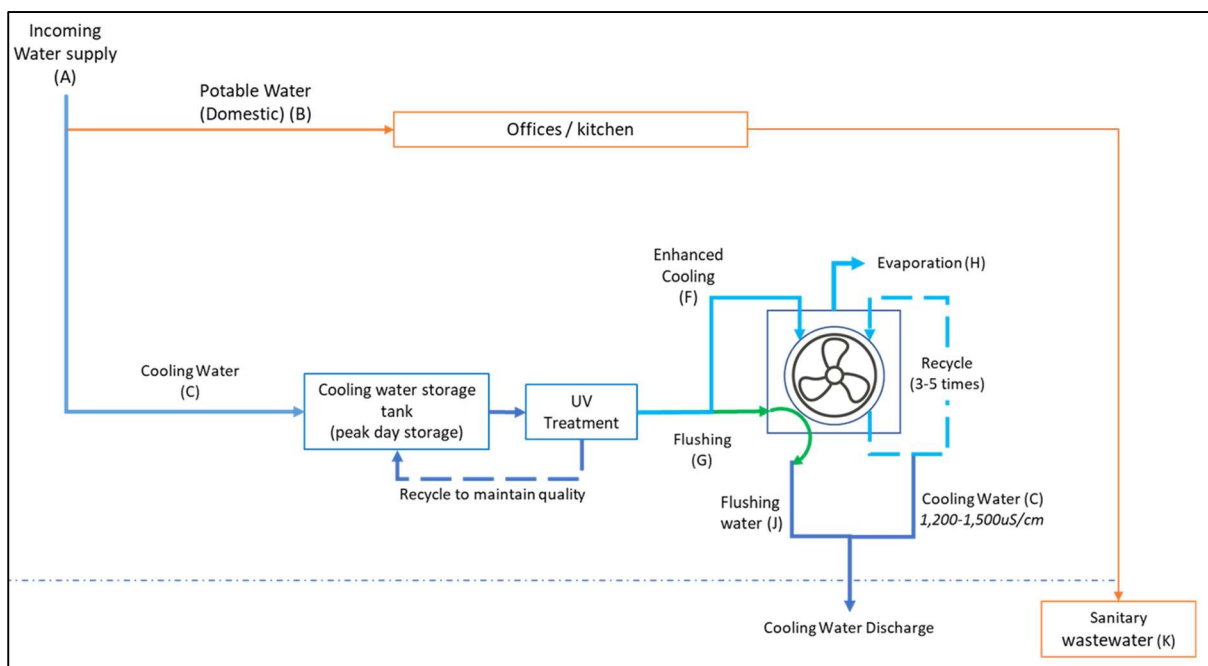 Incoming
Water supply
(A)
Potable Water
(Domestic) (B)
Offices / kitchen
Enhanced
Cooling
(F)
Evaporation (H)
Recycle
(3-5 times)
Cooling Water
(C)
Cooling water storage
tank
(peak day storage)
UV
Treatment
Flushing
(G)
Recycle to maintain quality
Flushing
water (J)
Cooling Water (C)
1,200-1,500uS/cm
Cooling Water Discharge
Sanitary
wastewater (K)